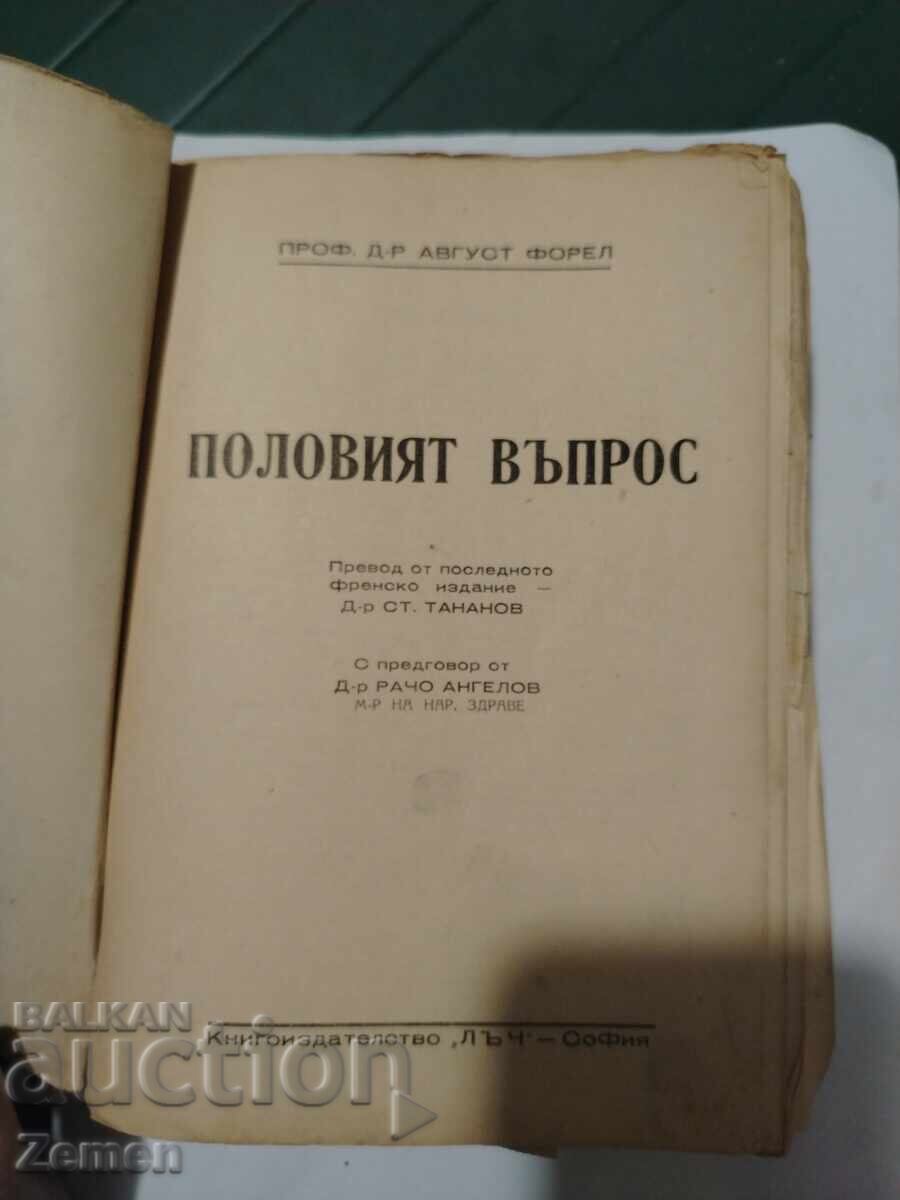 ПРОФ. Д-Р АВГУСТ ФОРЕЛ
ПОЛОВИЯТ ВЪПРОС
Превод от последното
френско издание —
Д-р СТ. ТАНАНОВ
С предговор от
Д-р РАЧО АНГЕЛОВ
М-Р НА НАР. ЗДРАВЕ
Книгоиздателство „ЛЪЧ“ — София
BALKAN
auction
Zemen